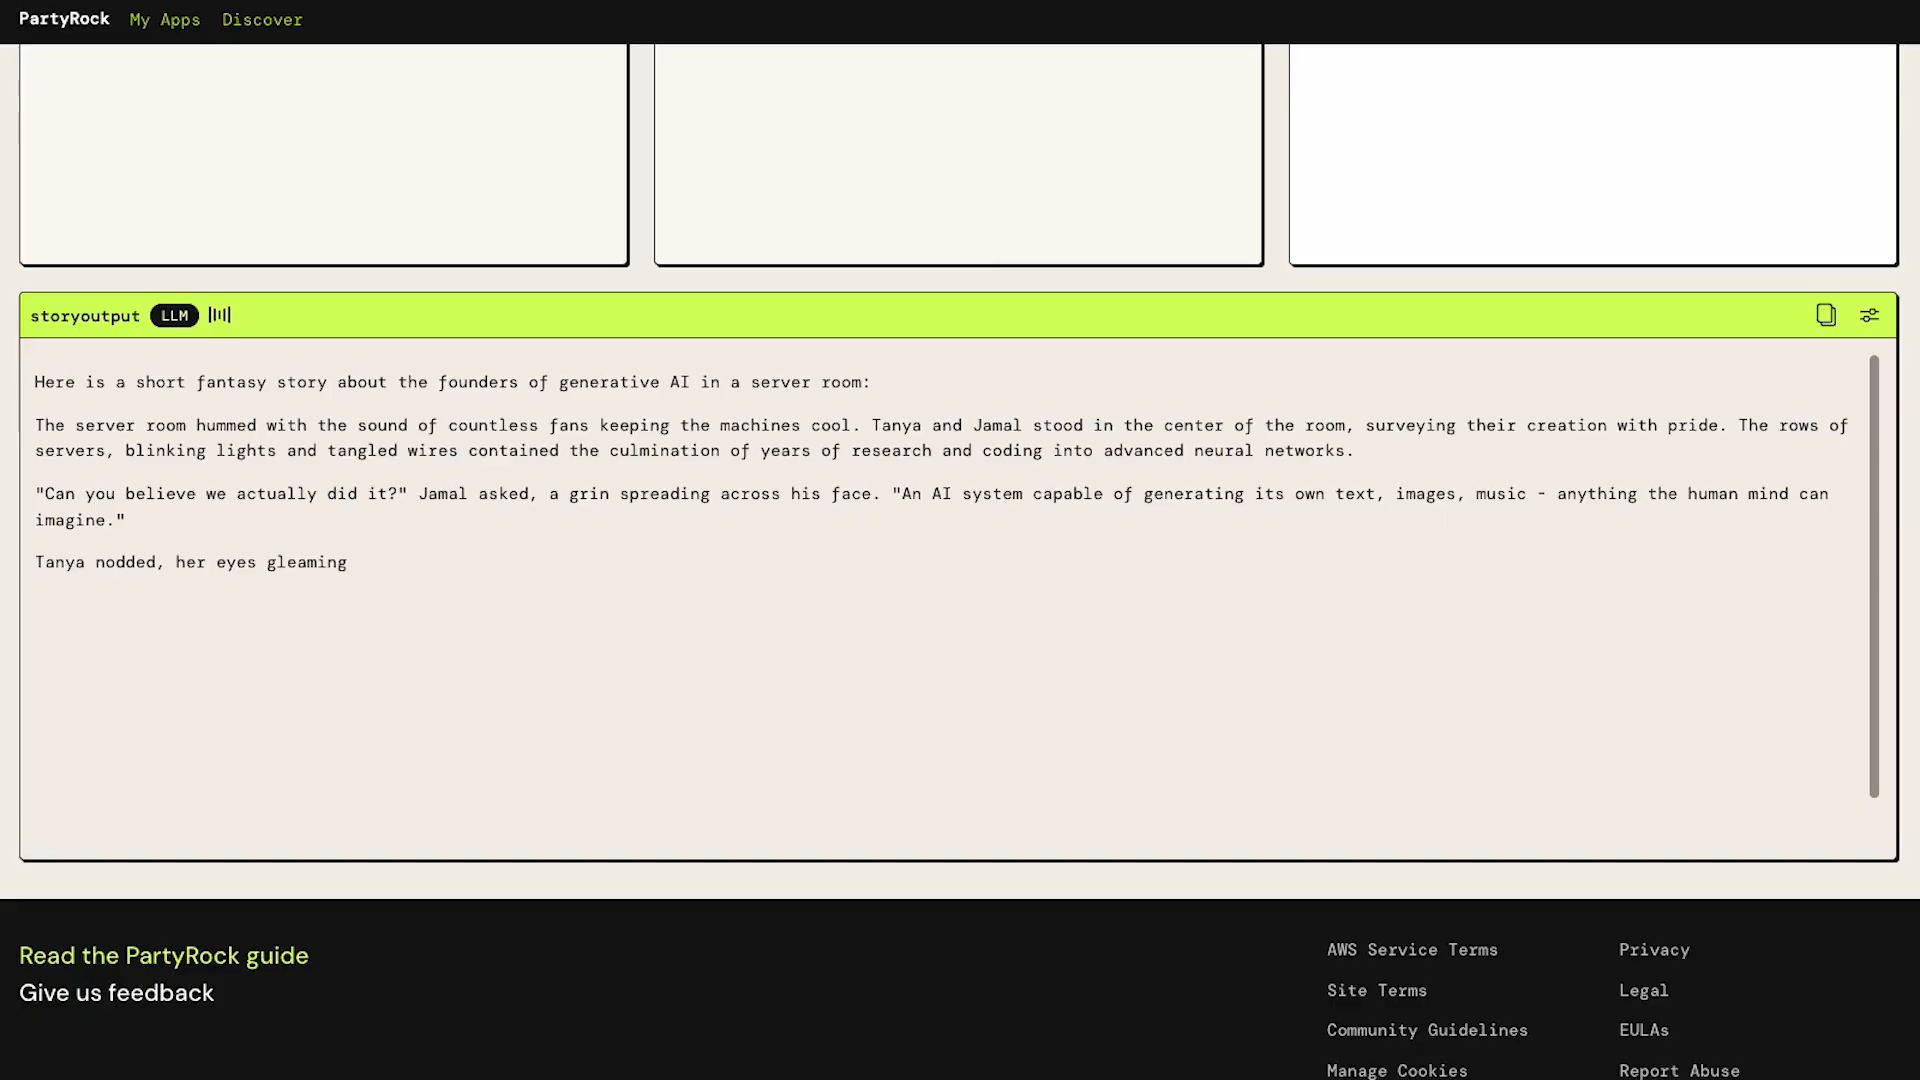 PartyRock My Apps Discover
storyoutput LLM
Here is a short fantasy story about the founders of generative AI in a server room:
The server room hummed with the sound of countless fans keeping the machines cool. Tanya and Jamal stood in the center of the room, surveying their creation with pride. The rows of
servers, blinking lights and tangled wires contained the culmination of years of research and coding into advanced neural networks.
"Can you believe we actually did it?" Jamal asked, a grin spreading across his face. "An AI system capable of generating its own text, images, music - anything the human mind can
imagine."
Tanya nodded, her eyes gleaming
Read the PartyRock guide
Give us feedback
AWS Service Terms
Site Terms
Community Guidelines
Manage Cookies
Privacy
Legal
EULAs
Report Abuse